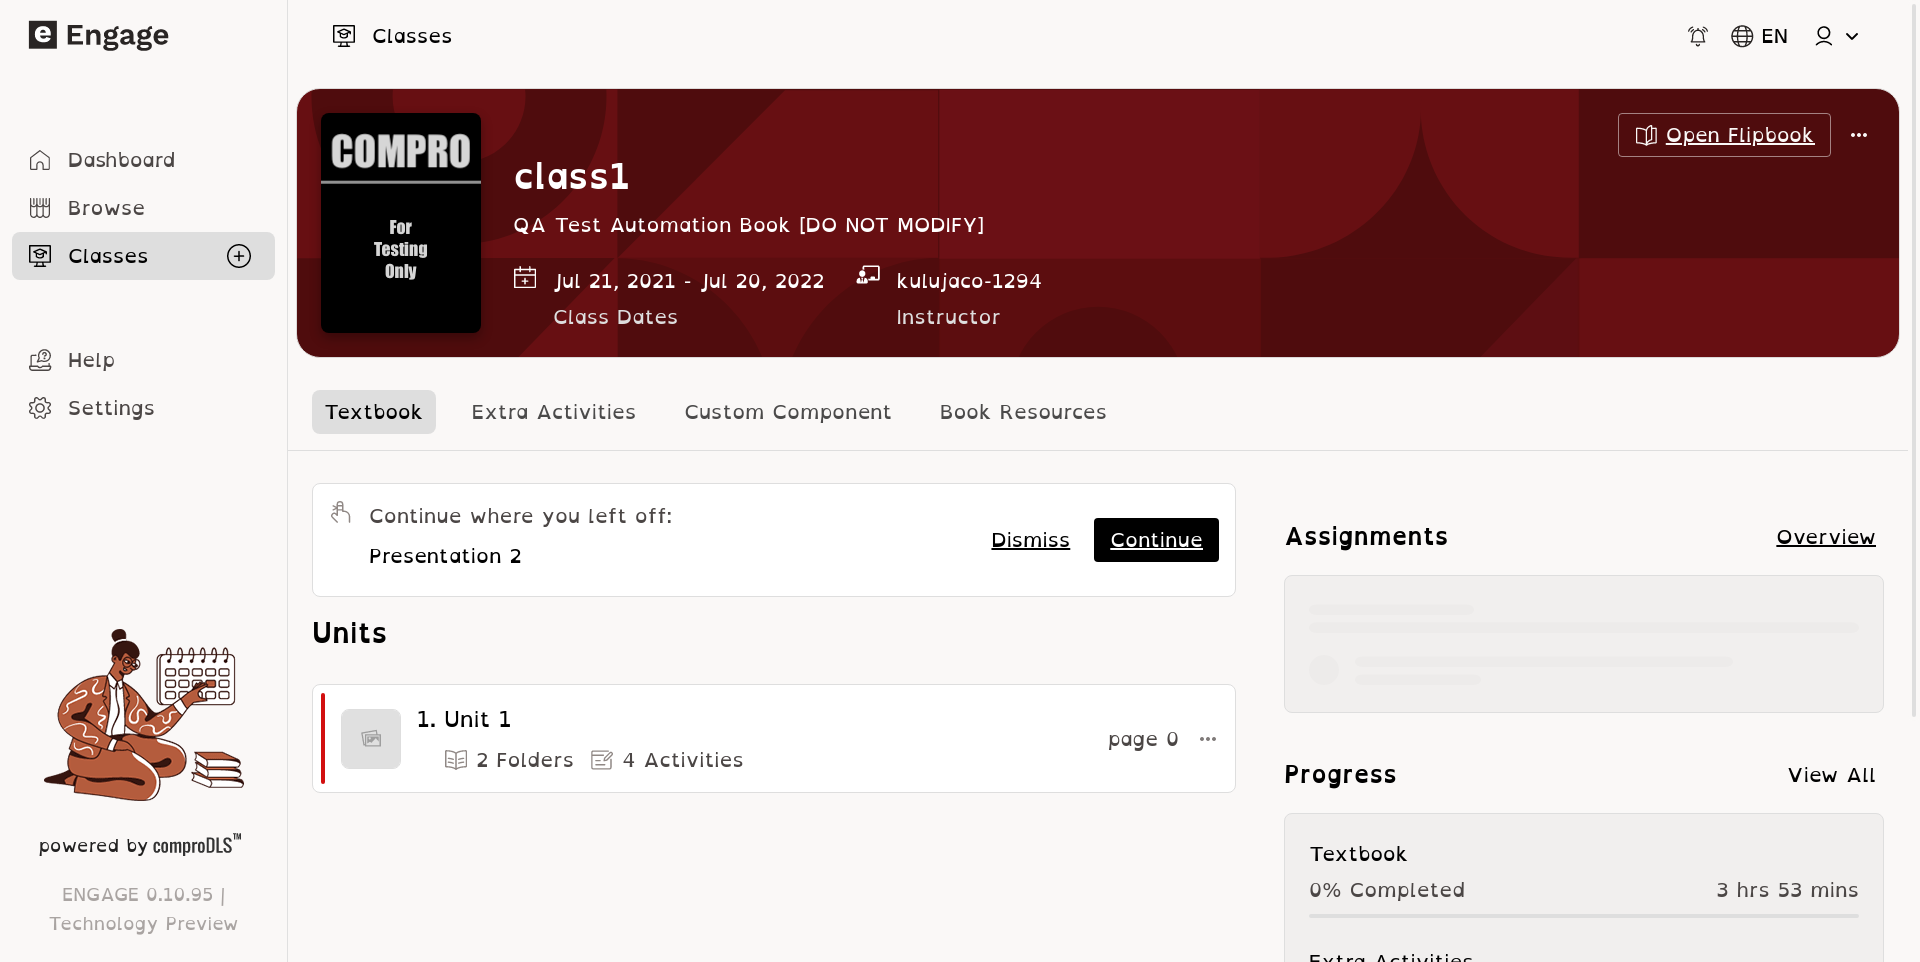 e Engage
Classes
EN
Dashboard
Browse
Classes
Help
Settings
powered by comproDLS™
ENGAGE 0.10.95 |
Technology Preview
COMPRO
For
Testing
Only
class1
QA Test Automation Book [DO NOT MODIFY]
Jul 21, 2021 - Jul 20, 2022
Class Dates
kulujaco-1294
Instructor
Open Flipbook
Textbook
Extra Activities
Custom Component
Book Resources
Continue where you left off:
Presentation 2
Dismiss
Continue
Units
1. Unit 1
2 Folders
4 Activities
page 0
Assignments
Overview
Progress
View All
Textbook
0% Completed
3 hrs 53 mins
Extra Activities